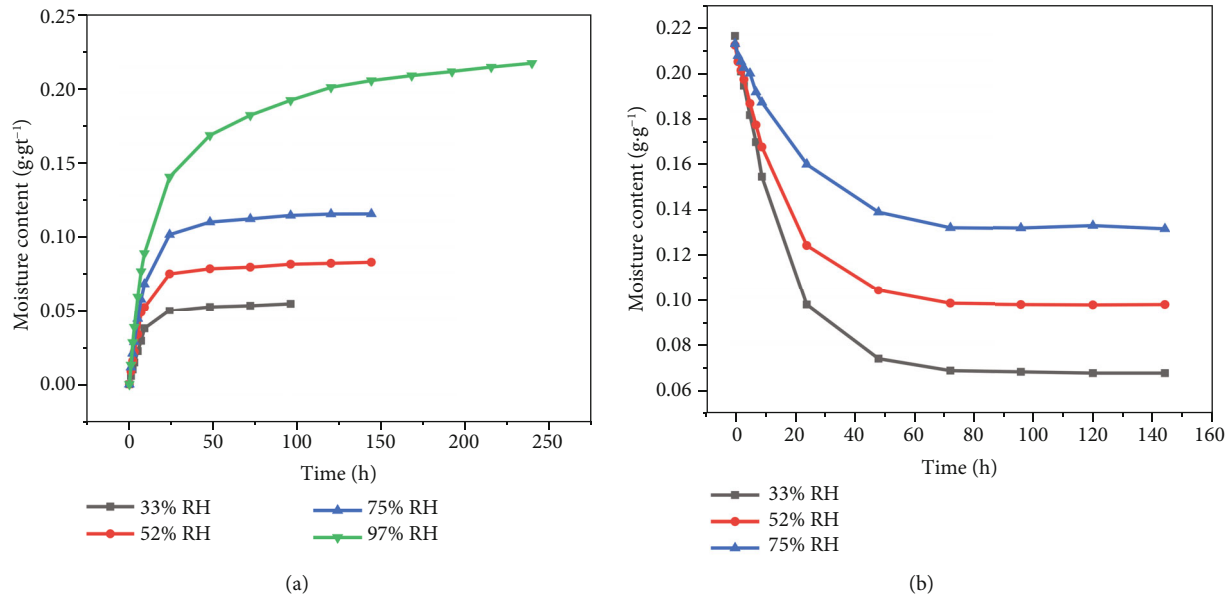 0.25
0.20
0.15
0.10
0.05
0.00
Moisture content (g·gt⁻¹)
0 50 100 150 200 250
Time (h)
33% RH 75% RH
52% RH 97% RH
(a)
0.22
0.20
0.18
0.16
0.14
0.12
0.10
0.08
0.06
Moisture content (g·g⁻¹)
0 20 40 60 80 100 120 140 160
Time (h)
33% RH
52% RH
75% RH
(b)